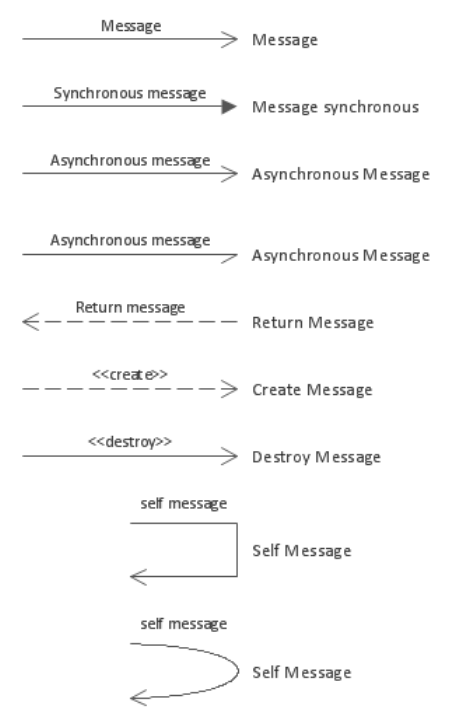 Message
Message
Synchronous message
Message synchronous
Asynchronous message
Asynchronous Message
Asynchronous message
Asynchronous Message
Return message
Return Message
<<create>>
Create Message
<<destroy>>
Destroy Message
self message
Self Message
self message
Self Message